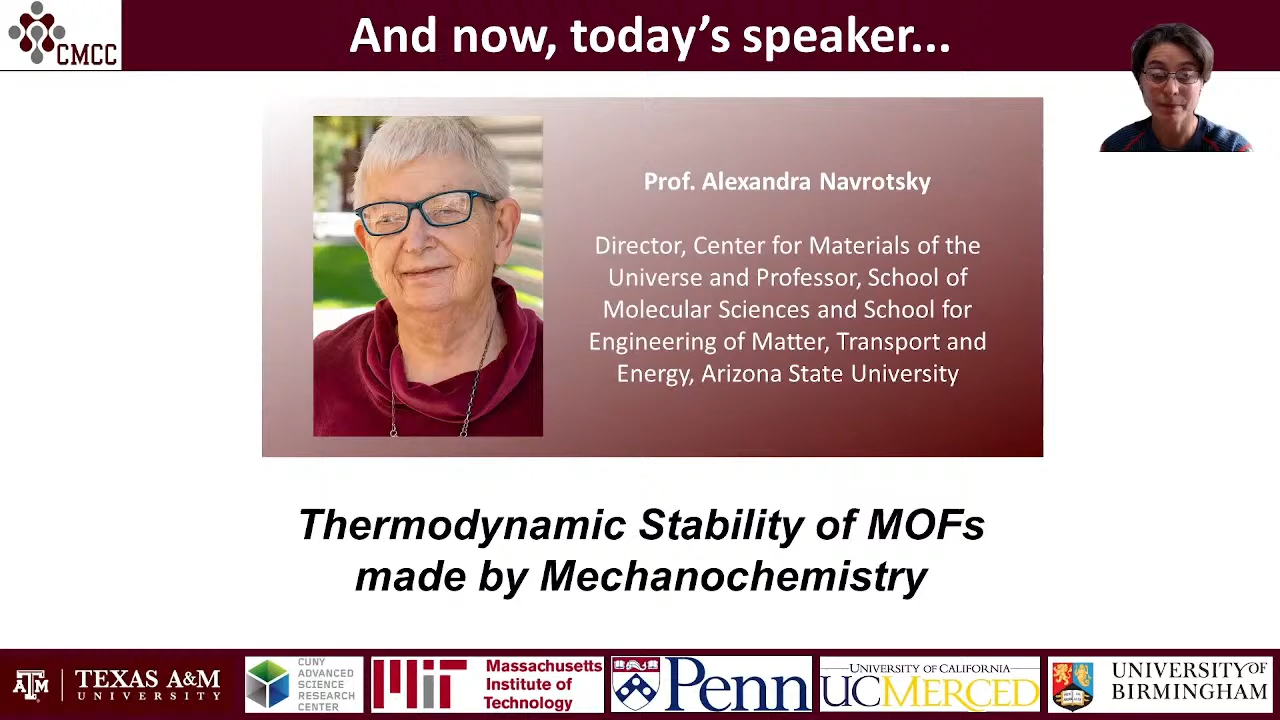 CMCC
And now, today’s speaker...
Prof. Alexandra Navrotsky
Director, Center for Materials of the
Universe and Professor, School of
Molecular Sciences and School for
Engineering of Matter, Transport and
Energy, Arizona State University
Thermodynamic Stability of MOFs
made by Mechanochemistry
ATM
TEXAS A&M
UNIVERSITY
CUNY
ADVANCED
SCIENCE
RESEARCH
CENTER
MIT
Massachusetts
Institute of
Technology
Penn
UNIVERSITY OF CALIFORNIA
UCMERCED
UNIVERSITY OF
BIRMINGHAM